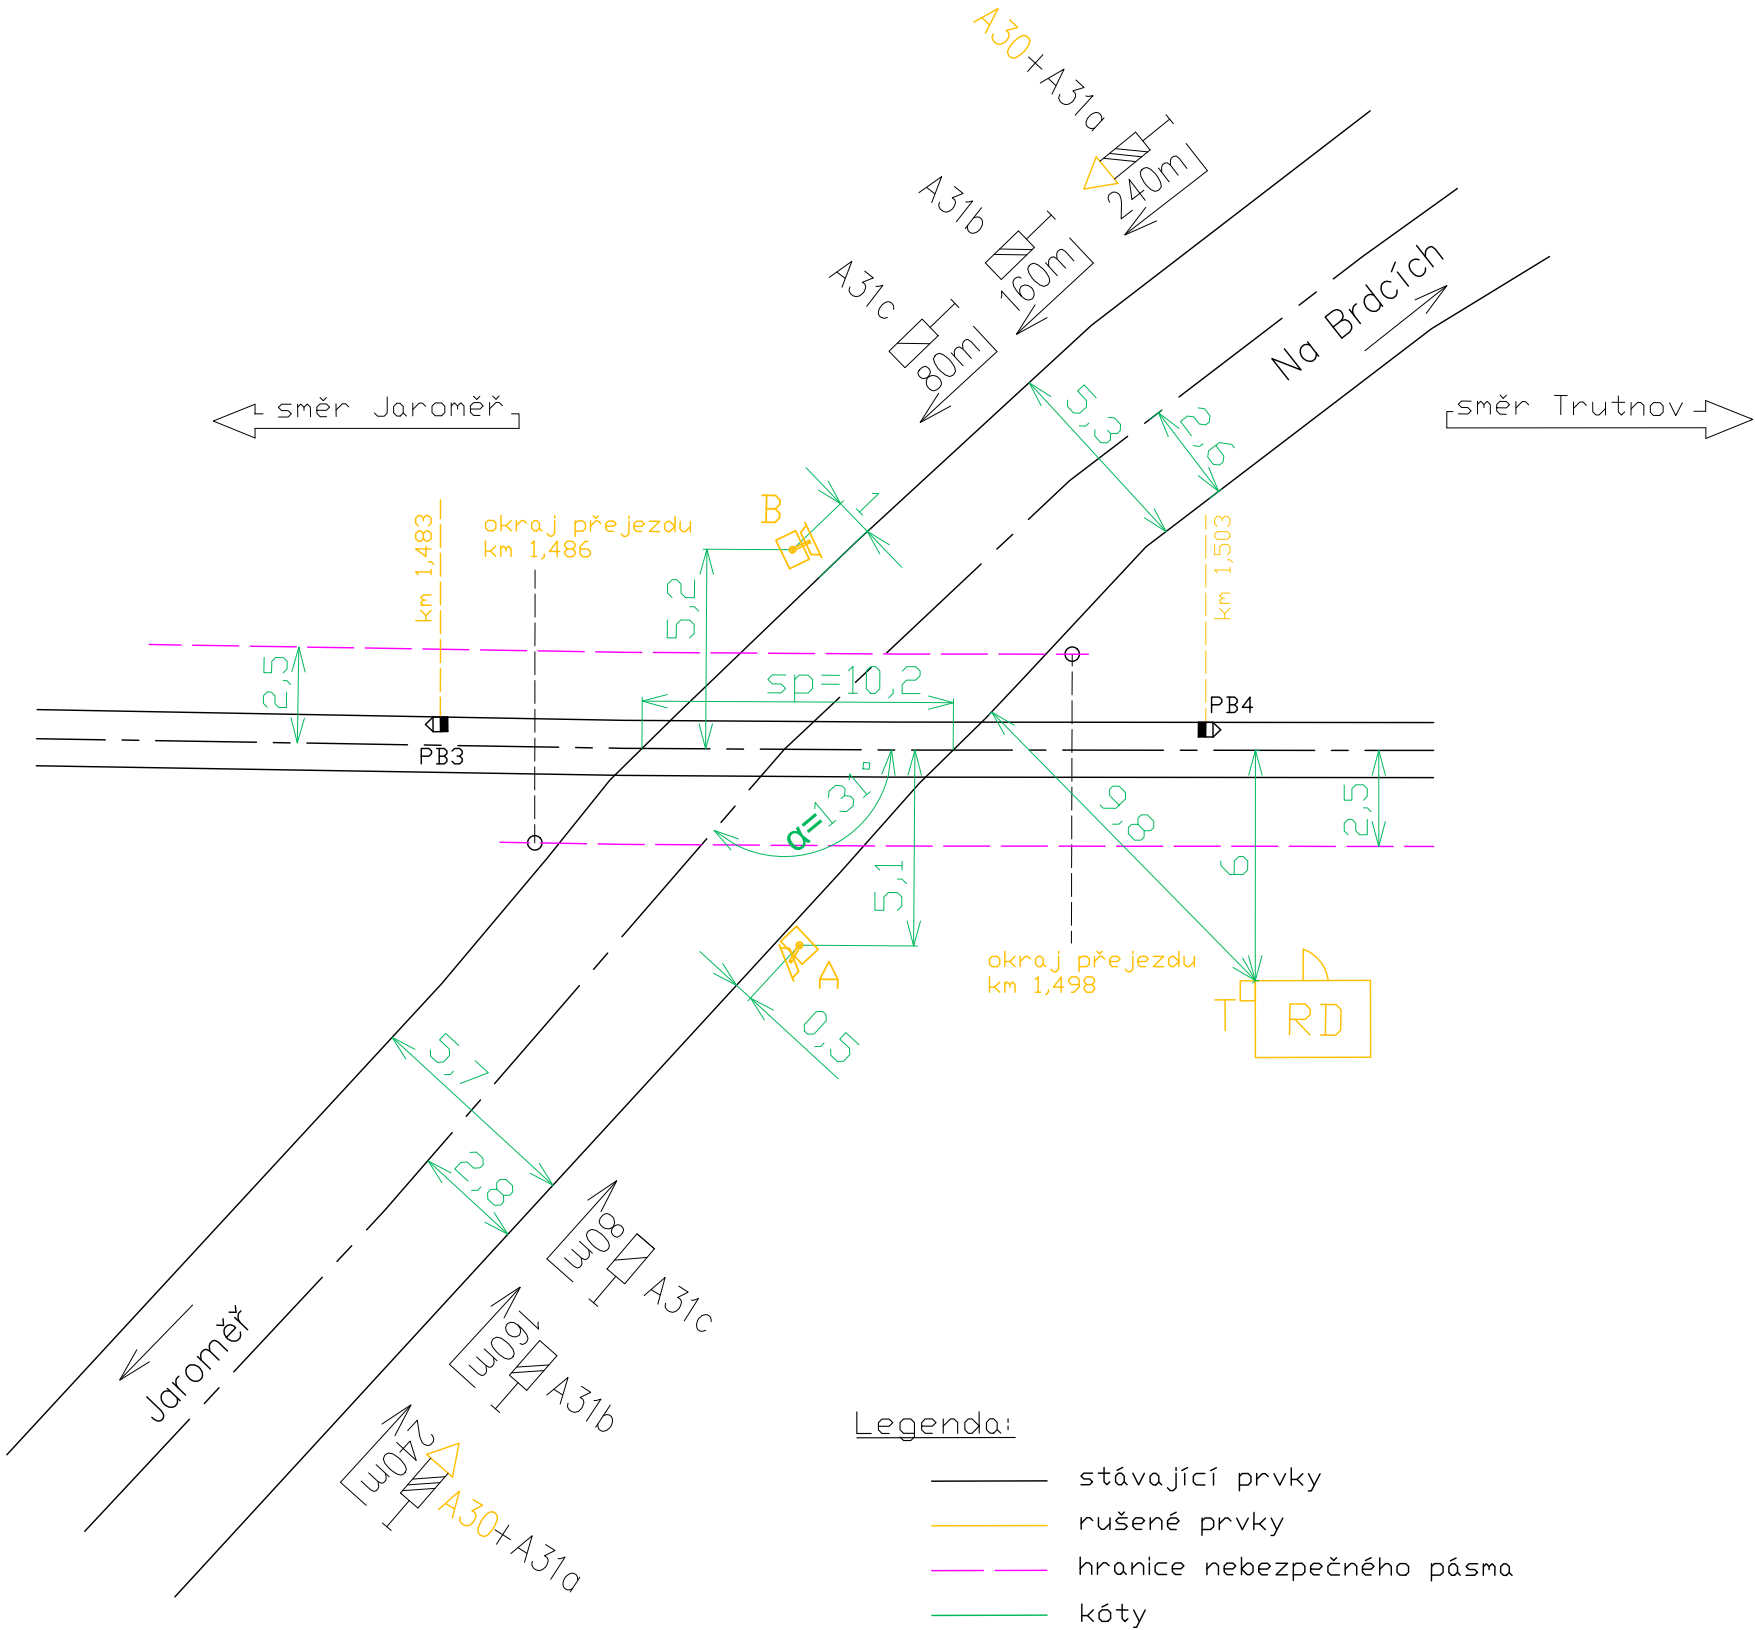 A30+A31a
240m
A31b
160m
A31c
80m
Na Brdcích
směr Jaroměř
směr Trutnov
5,3
2,6
B
1
km 1,483
okraj přejezdu
km 1,486
km 1,503
5,2
2,5
sp=10,2
PB4
PB3
α=131°
9,8
2,5
6
5,1
okraj přejezdu
km 1,498
A
T
RD
0,5
5,7
2,8
80m
A31c
160m
A31b
Jaroměř
240m
A30+A31a
Legenda:
stávající prvky
rušené prvky
hranice nebezpečného pásma
kóty